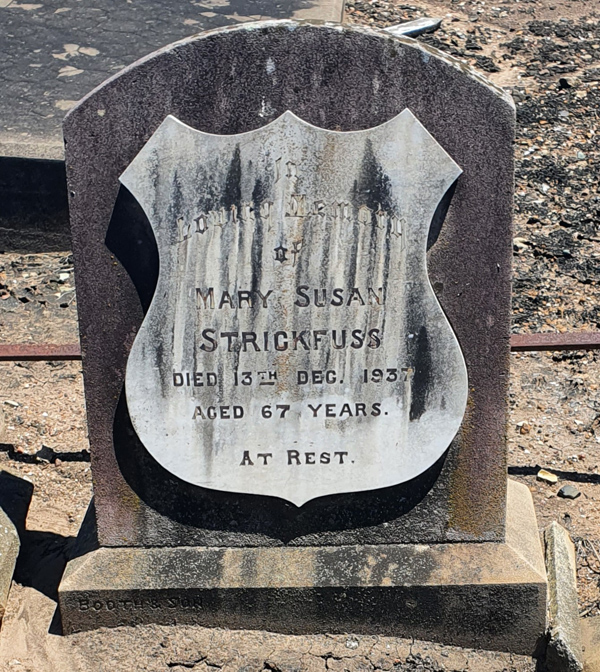 In
Loving Memory
of
MARY SUSAN
STRICKFUSS
DIED 13TH DEC. 1937
AGED 67 YEARS.
AT REST.
BOOTH & SON